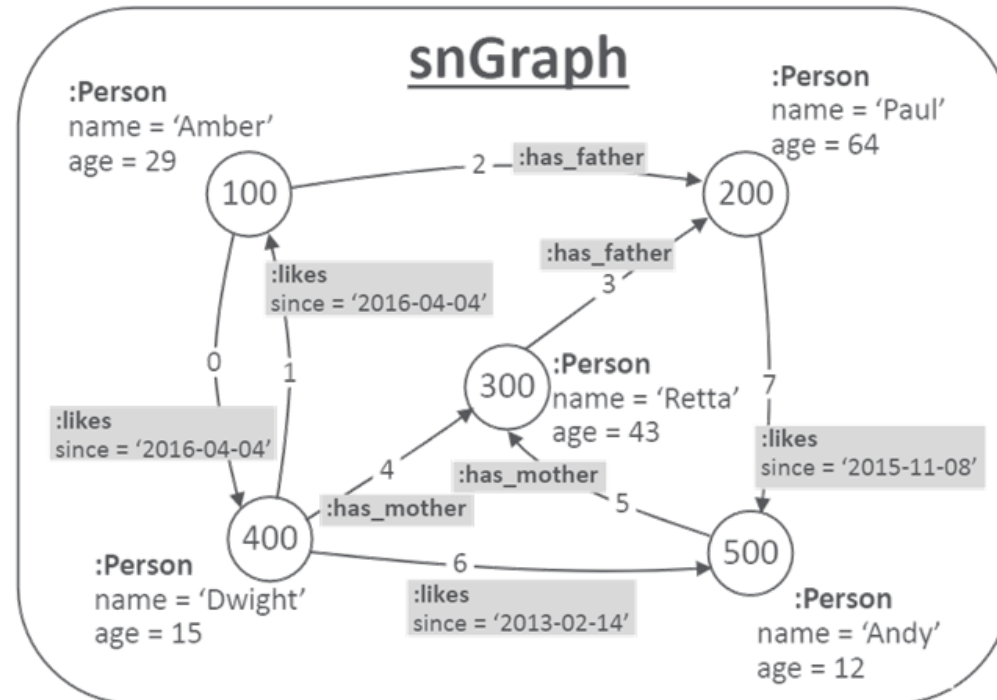 snGraph
:Person
name = ‘Amber’
age = 29
:Person
name = ‘Paul’
age = 64
100
2
:has_father
200
:has_father
3
:likes
since = ‘2016-04-04’
0
1
300
:Person
name = ‘Retta’
age = 43
7
:likes
since = ‘2016-04-04’
:likes
since = ‘2015-11-08’
4
:has_mother
:has_mother
5
400
500
6
:Person
name = ‘Dwight’
age = 15
:likes
since = ‘2013-02-14’
:Person
name = ‘Andy’
age = 12